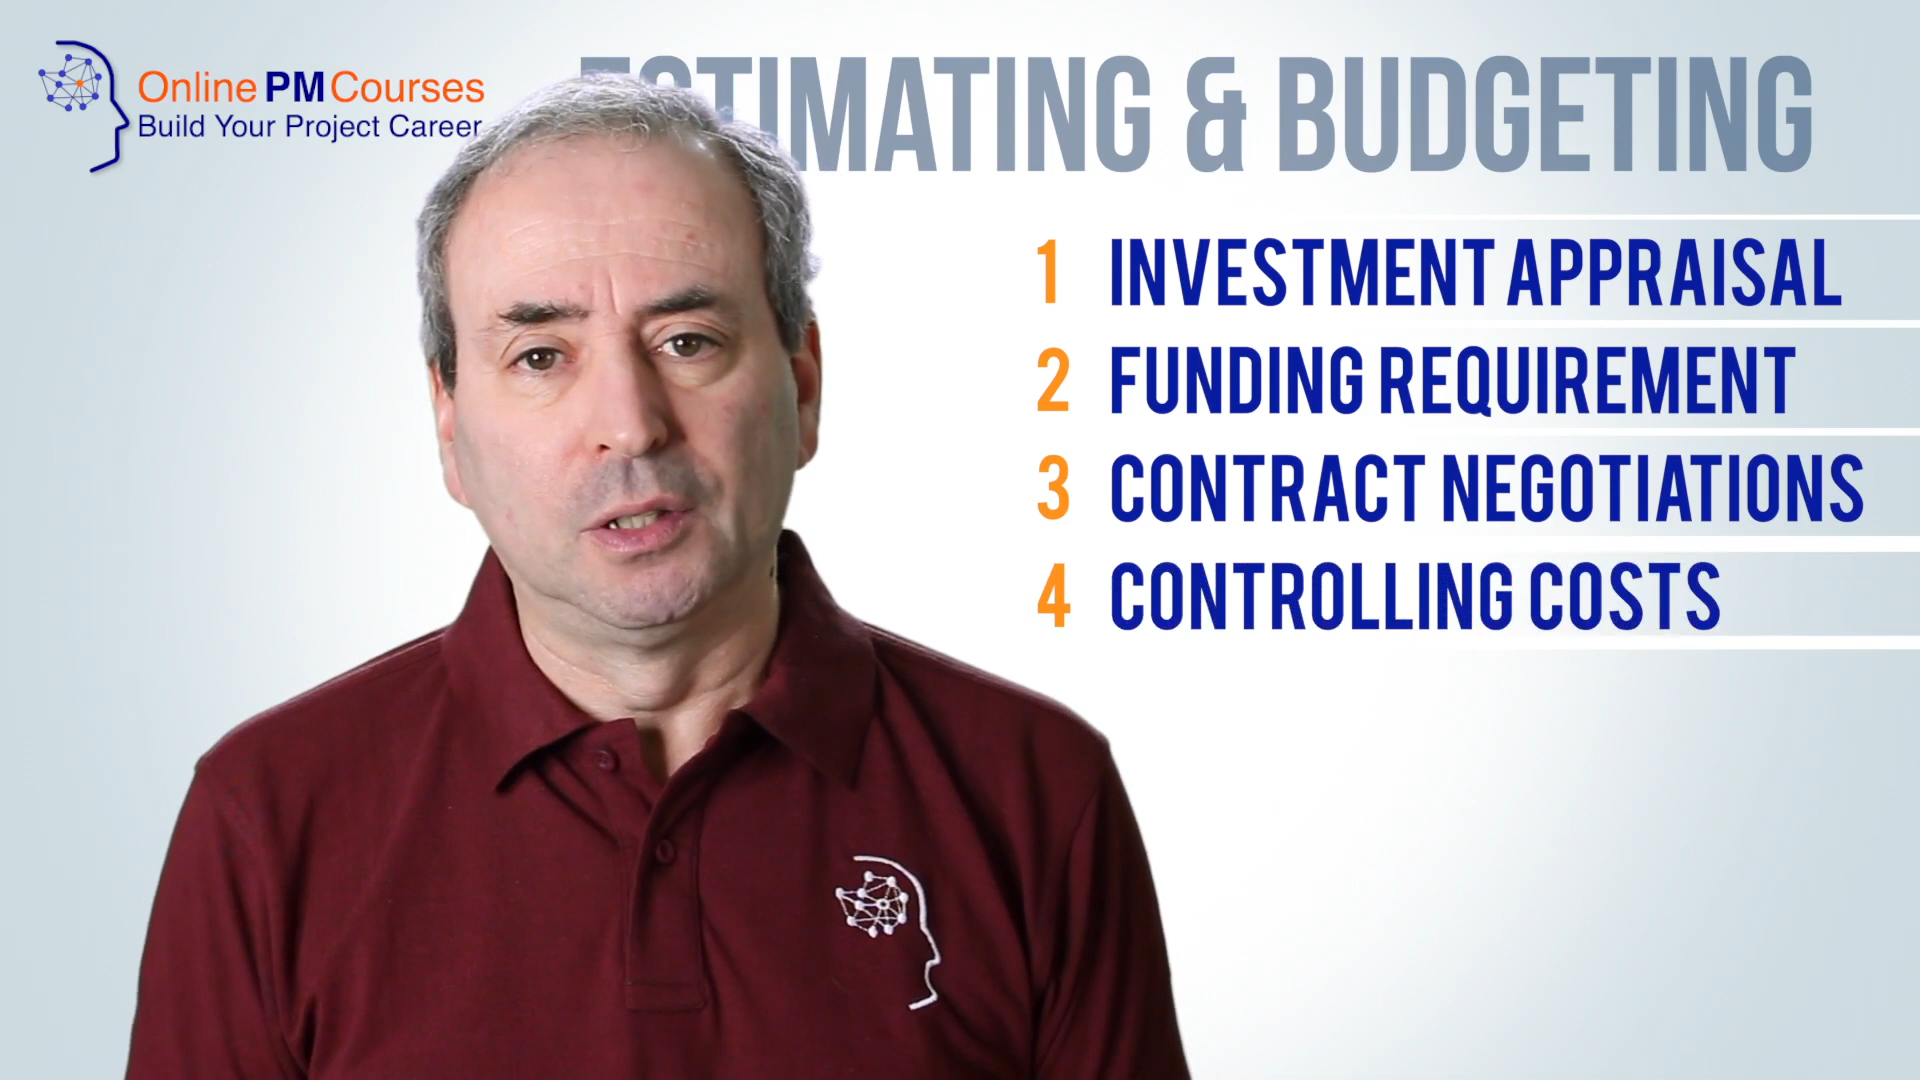 Online PM Courses
Build Your Project Career
ESTIMATING & BUDGETING
1 INVESTMENT APPRAISAL
2 FUNDING REQUIREMENT
3 CONTRACT NEGOTIATIONS
4 CONTROLLING COSTS